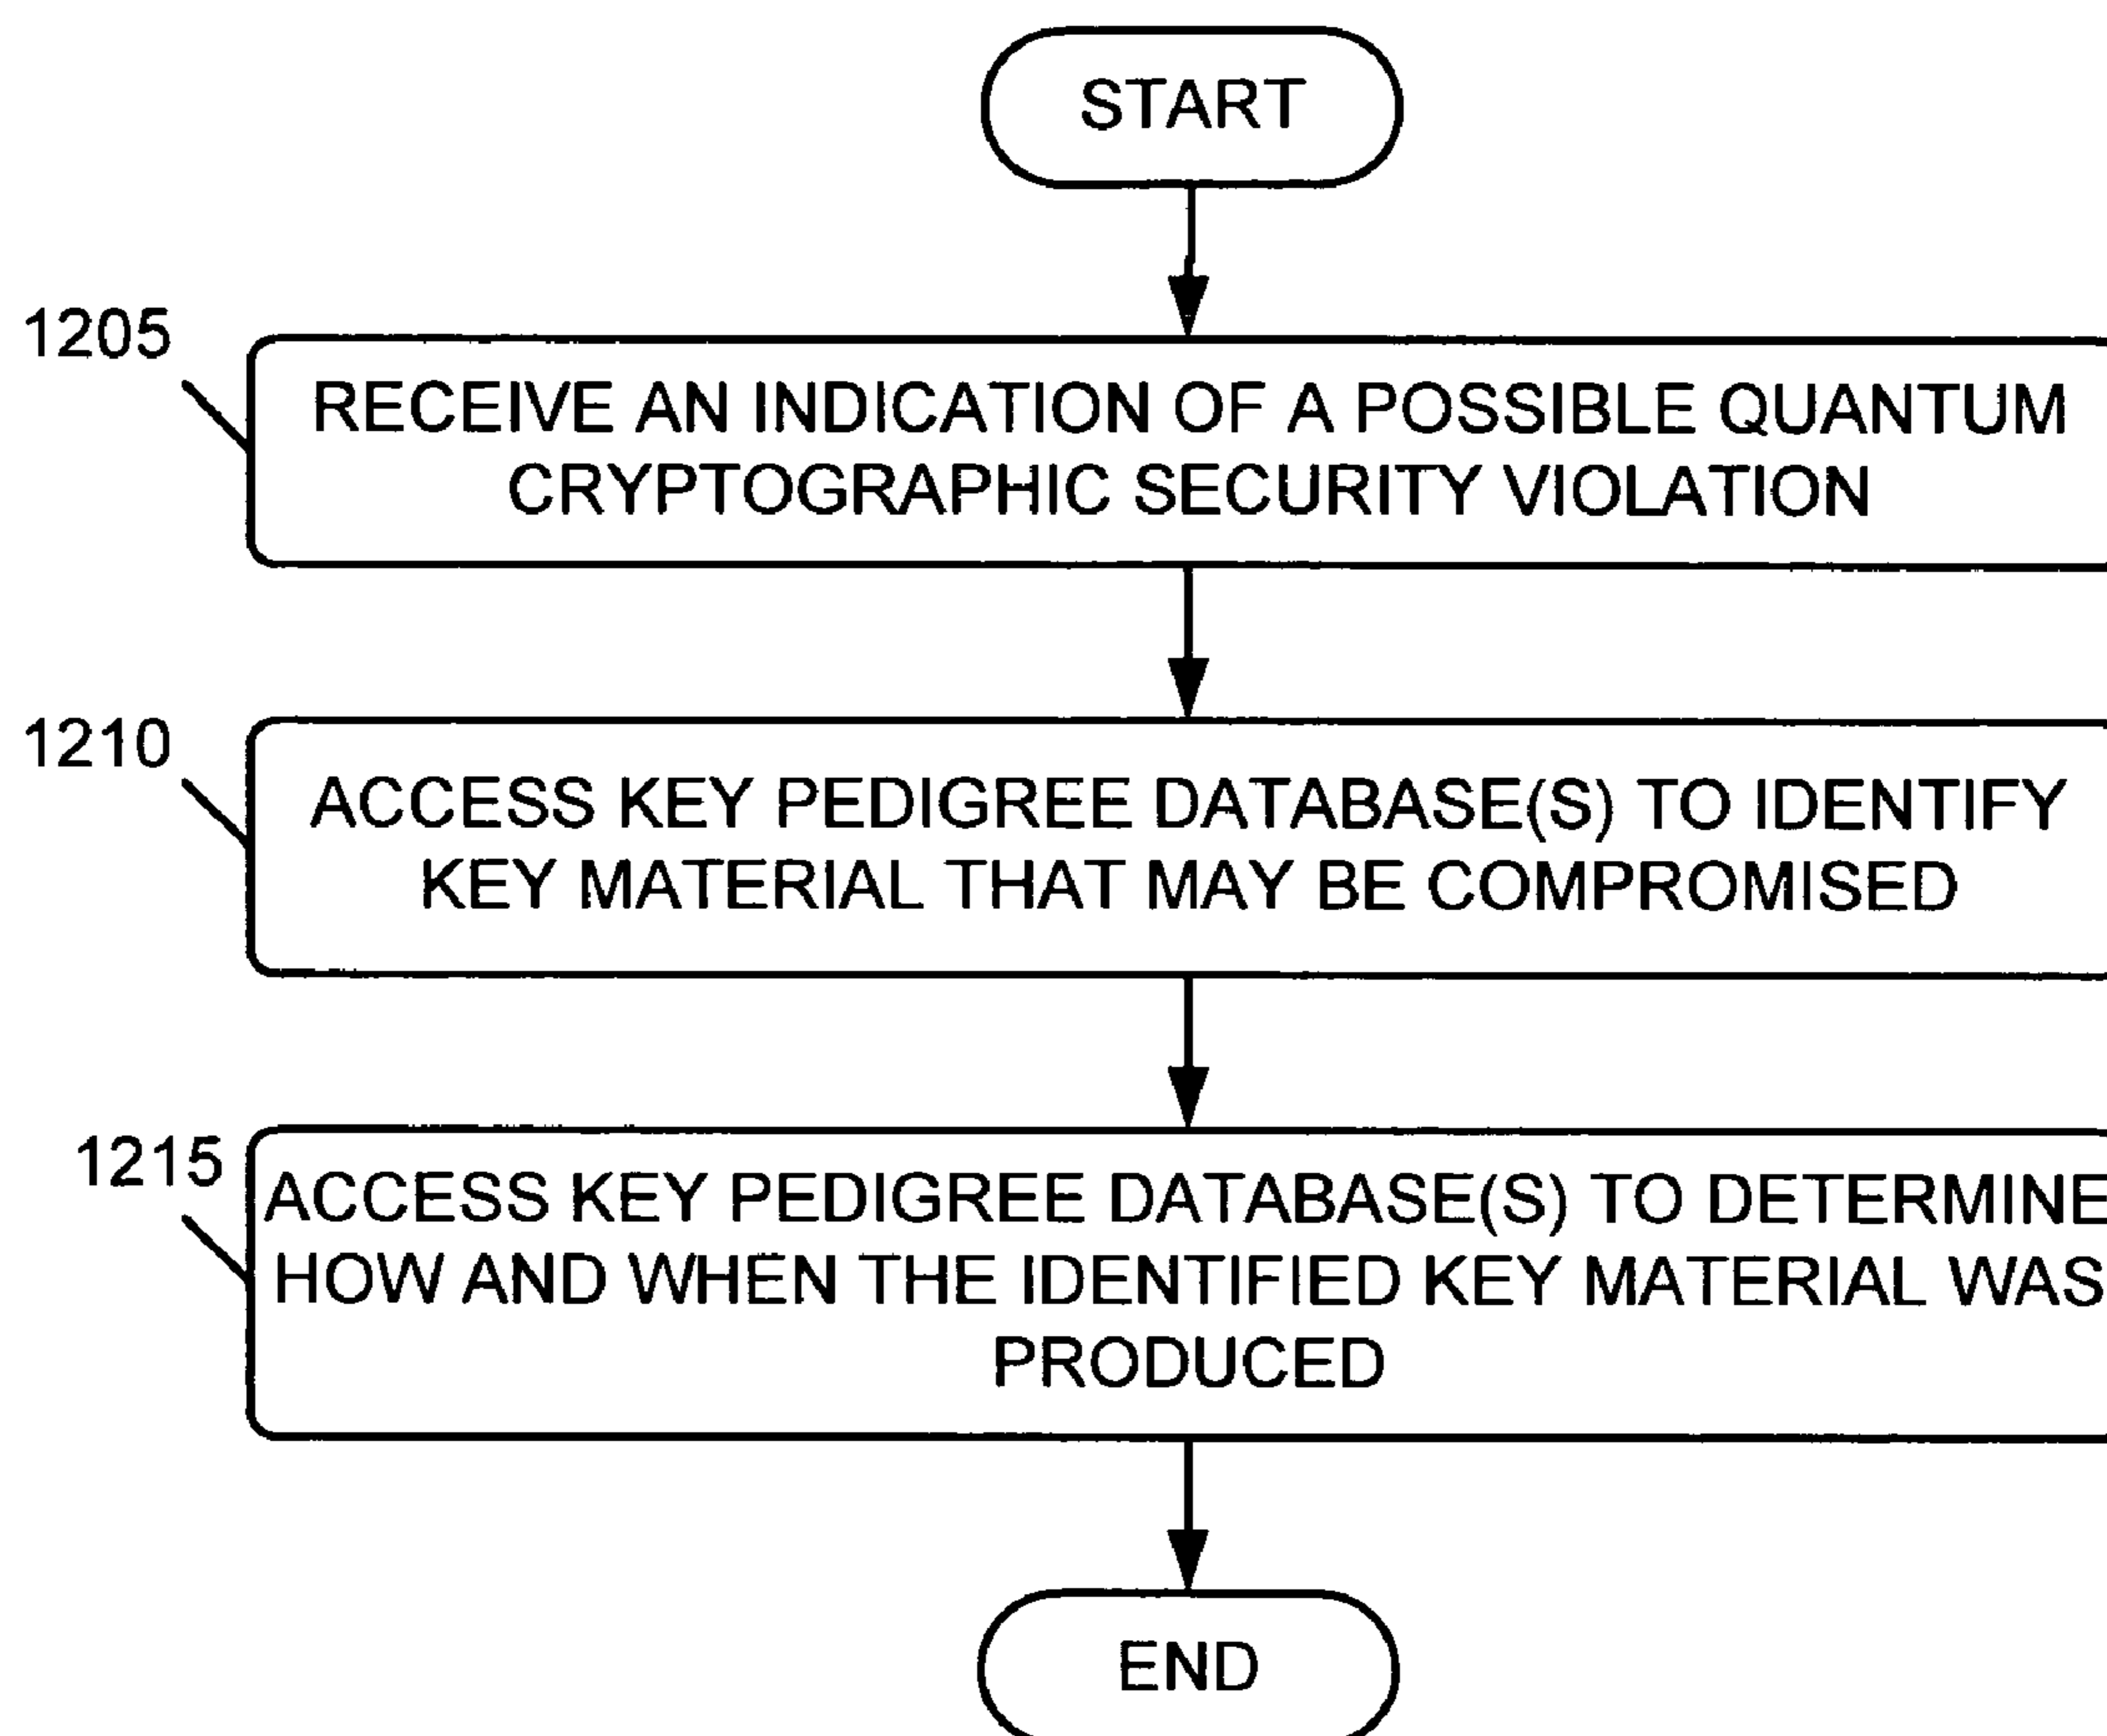 START
1205
RECEIVE AN INDICATION OF A POSSIBLE QUANTUM
CRYPTOGRAPHIC SECURITY VIOLATION
1210
ACCESS KEY PEDIGREE DATABASE(S) TO IDENTIFY
KEY MATERIAL THAT MAY BE COMPROMISED
1215
ACCESS KEY PEDIGREE DATABASE(S) TO DETERMINE
HOW AND WHEN THE IDENTIFIED KEY MATERIAL WAS
PRODUCED
END